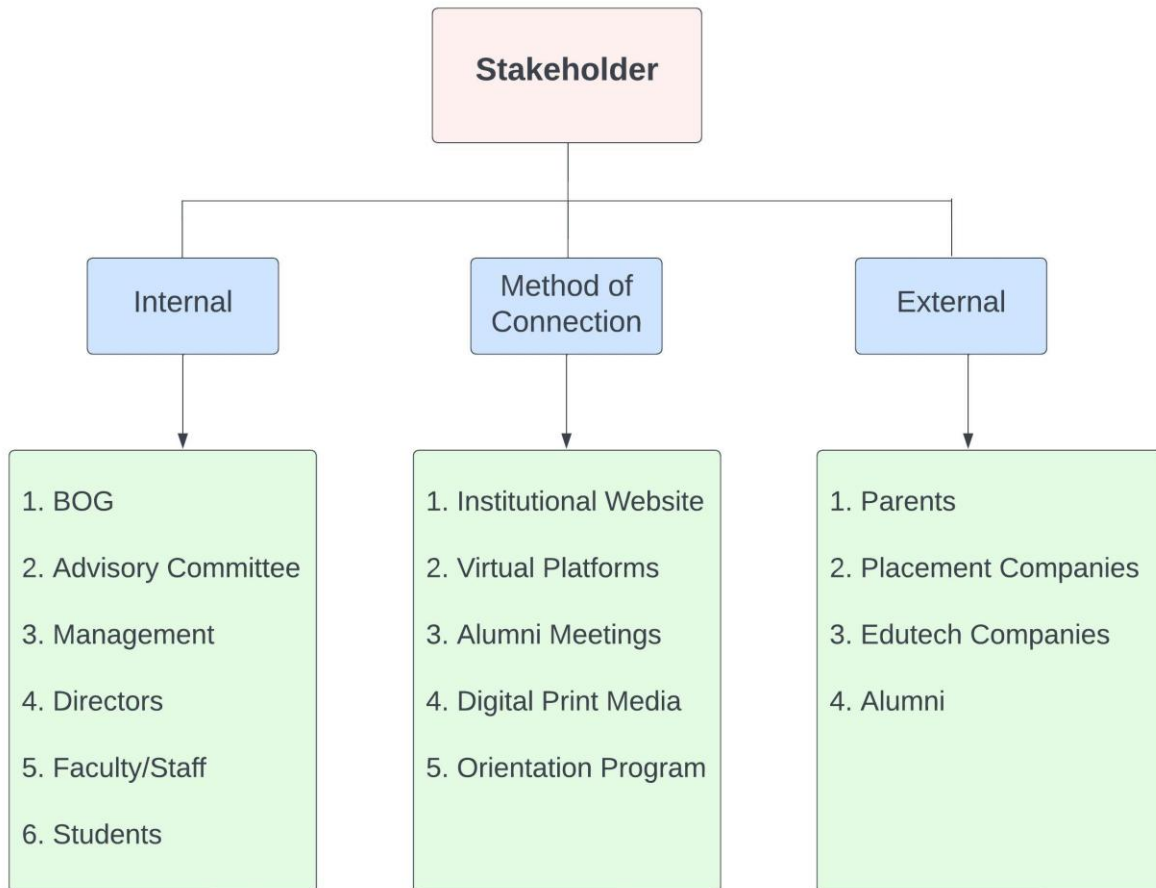 Stakeholder
Internal
Method of
Connection
External
1. BOG
2. Advisory Committee
3. Management
4. Directors
5. Faculty/Staff
6. Students
1. Institutional Website
2. Virtual Platforms
3. Alumni Meetings
4. Digital Print Media
5. Orientation Program
1. Parents
2. Placement Companies
3. Edutech Companies
4. Alumni